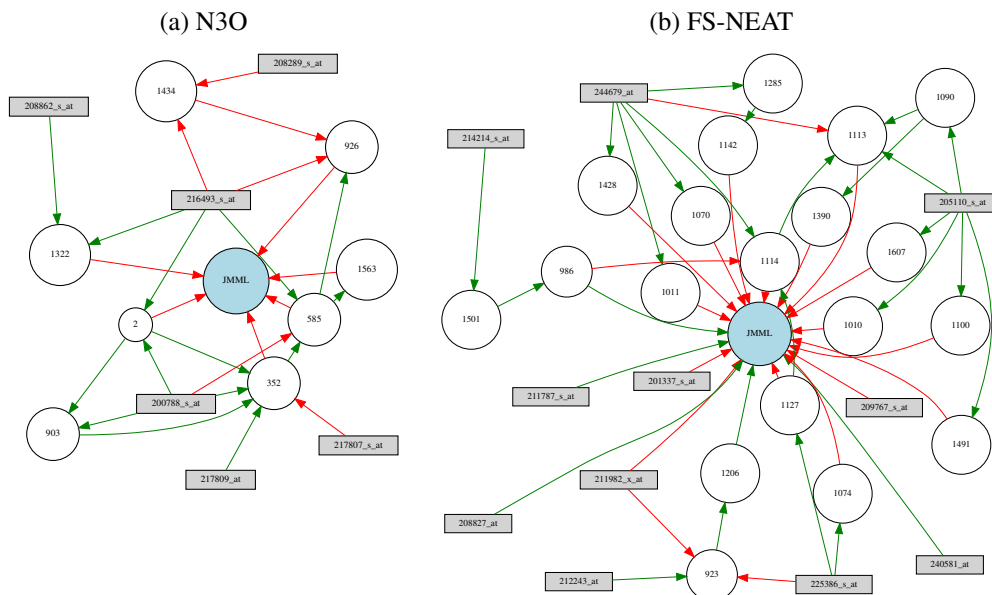 (a) N3O
(b) FS-NEAT
208289_s_at
1434
208862_s_at
926
216493_s_at
1322
JMML
1563
2
585
352
200788_s_at
903
217807_s_at
217809_at
1285
244679_at
1090
1113
214214_s_at
1142
1428
205110_s_at
1070
1390
1607
986
1114
1011
1501
JMML
1010
1100
201337_s_at
211787_s_at
1127
209767_s_at
1491
1206
211982_x_at
1074
208827_at
240581_at
923
212243_at
225386_s_at